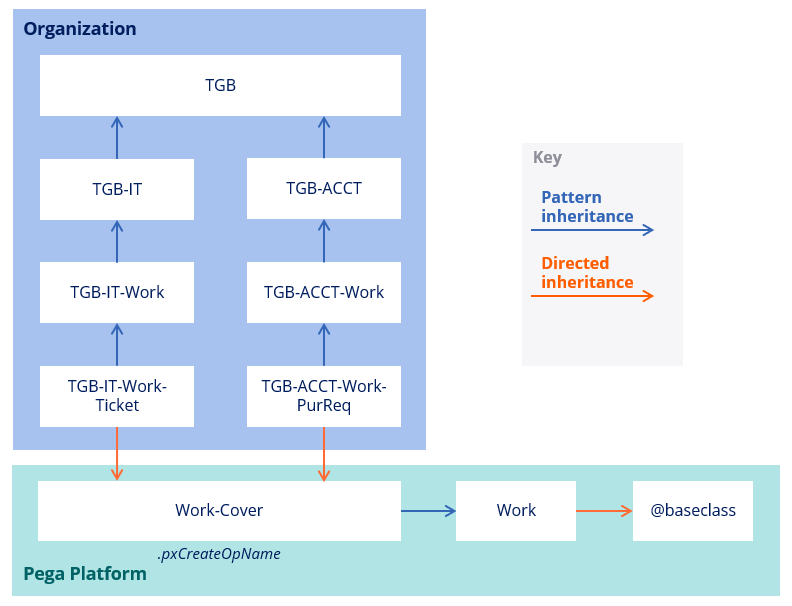 Organization
TGB
TGB-IT
TGB-ACCT
TGB-IT-Work
TGB-ACCT-Work
TGB-IT-Work-
Ticket
TGB-ACCT-Work-
PurReq
Key
Pattern
inheritance
Directed
inheritance
Work-Cover
Work
@baseclass
.pxCreateOpName
Pega Platform